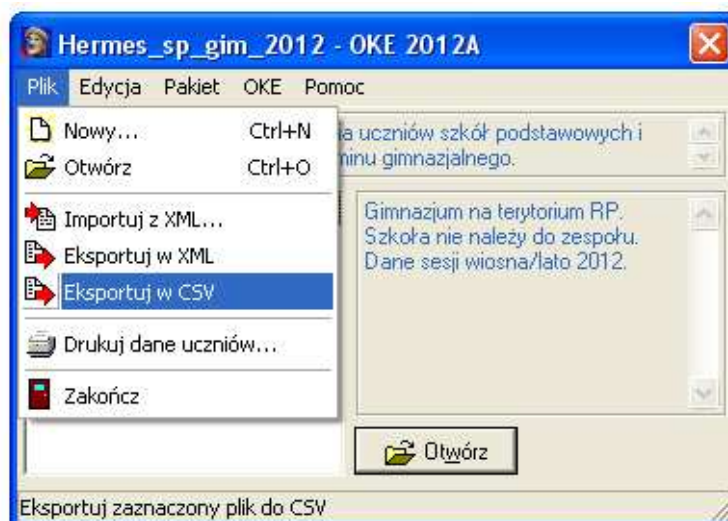 Hermes_sp_gim_2012 - OKE 2012A
Plik Edycja Pakiet OKE Pomoc
Nowy... Ctrl+N
Otwórz Ctrl+O
Importuj z XML...
Eksportuj w XML
Eksportuj w CSV
Drukuj dane uczniów...
Zakończ
uczniów szkół podstawowych i
gimnazjalnego.
Gimnazjum na terytorium RP.
Szkoła nie należy do zespołu.
Dane sesji wiosna/lato 2012.
Otwórz
Eksportuj zaznaczony plik do CSV